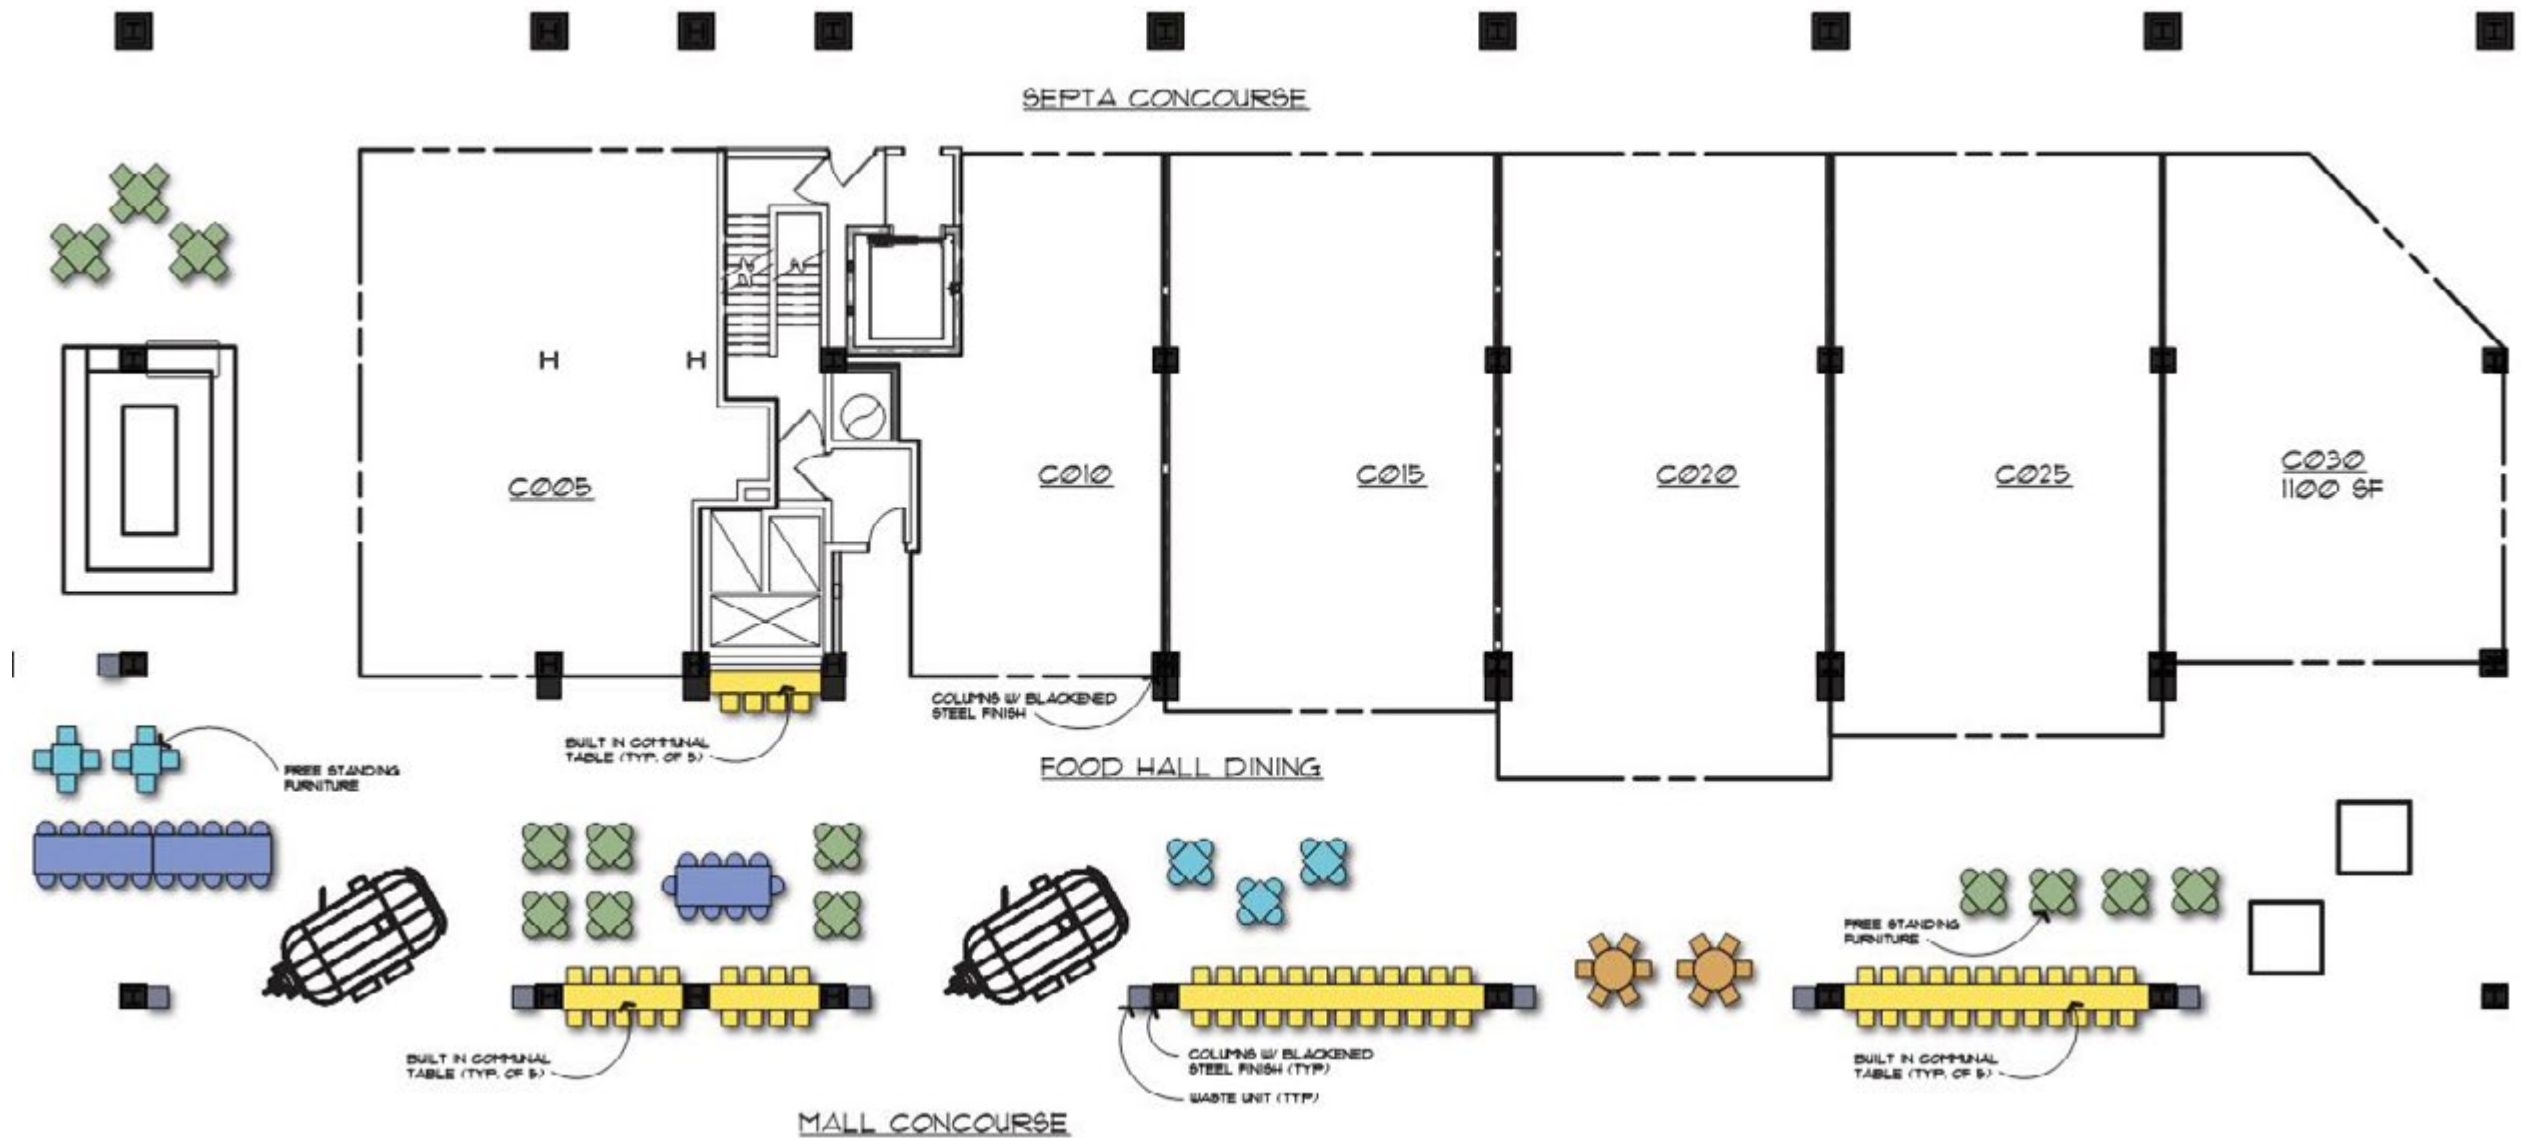 SEPTA CONCOURSE
C005
C010
C015
C020
C025
C030
1100 SF
COLUMNS W/ BLACKENED
STEEL FINISH
BUILT IN COMMUNAL
TABLE (TYP. OF 5)
FOOD HALL DINING
FREE STANDING
FURNITURE
FREE STANDING
FURNITURE
BUILT IN COMMUNAL
TABLE (TYP. OF 5)
COLUMNS W/ BLACKENED
STEEL FINISH (TYP)
WASTE UNIT (TYP)
BUILT IN COMMUNAL
TABLE (TYP. OF 5)
MALL CONCOURSE